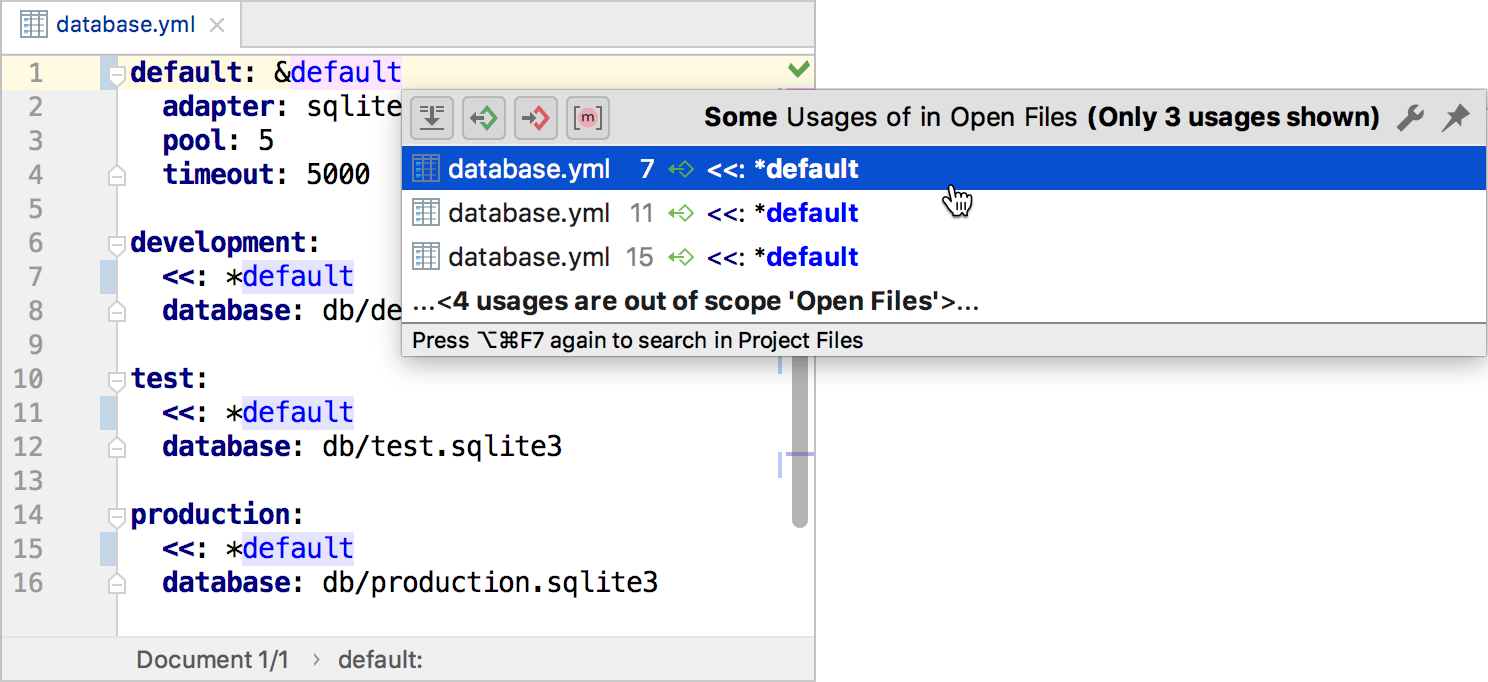 database.yml
1 default: &default
2 adapter: sqlite
3 pool: 5
4 timeout: 5000
5
6 development:
7 <<: *default
8 database: db/de
9
10 test:
11 <<: *default
12 database: db/test.sqlite3
13
14 production:
15 <<: *default
16 database: db/production.sqlite3
Document 1/1 › default:
[m] Some Usages of in Open Files (Only 3 usages shown)
database.yml 7 <<: *default
database.yml 11 <<: *default
database.yml 15 <<: *default
...<4 usages are out of scope 'Open Files'>...
Press ⌥⌘F7 again to search in Project Files